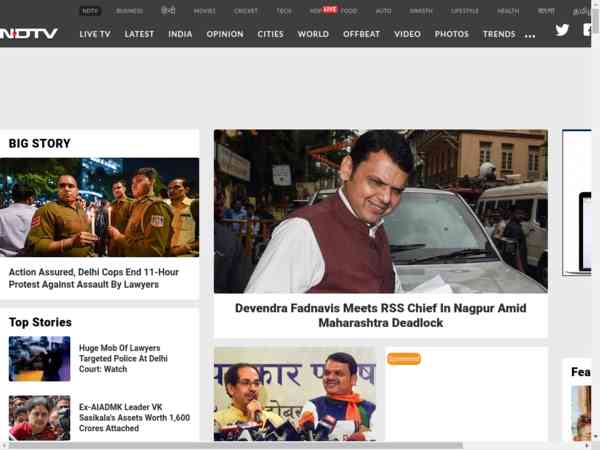 NDTV
BUSINESS
हिन्दी
MOVIES
CRICKET
TECH
HOP LIVE
FOOD
AUTO
SWASTH
LIFESTYLE
HEALTH
বাংলা
NDTV
LIVE TV
LATEST
INDIA
OPINION
CITIES
WORLD
OFFBEAT
VIDEO
PHOTOS
TRENDS
...
BIG STORY
Action Assured, Delhi Cops End 11-Hour
Protest Against Assault By Lawyers
Top Stories
Huge Mob Of Lawyers
Targeted Police At Delhi
Court: Watch
Ex-AIADMK Leader VK
Sasikala's Assets Worth 1,600
Crores Attached
Devendra Fadnavis Meets RSS Chief In Nagpur Amid
Maharashtra Deadlock
Sponsored
Fea